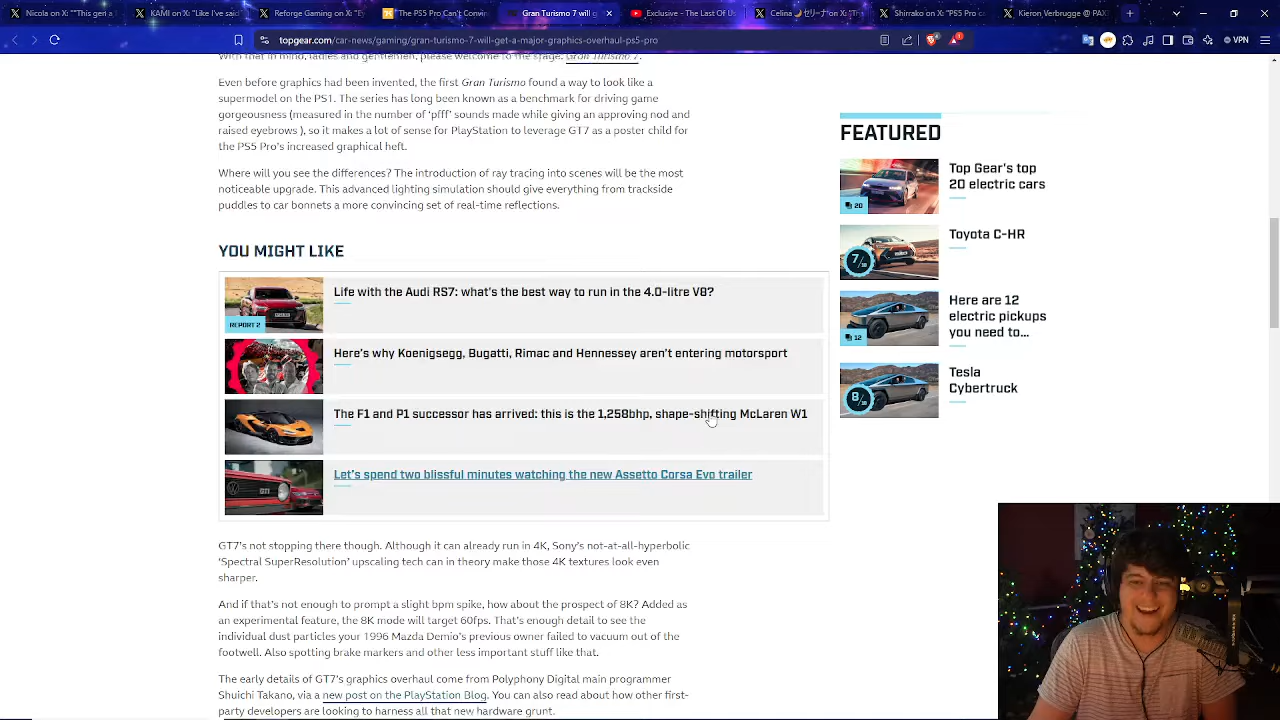 Nicola on X: "This get a
KAMI on X: "Like I've said
Renofog on X: "E
"The PS5 Pro Can't Convin
Gran Turismo 7 will
Exclusive - The Last Of Us
Celina
Shirrako on X: "PS5 Pro c
Kieron Verbrugge @ PAX
topgear.com/car-news/gaming/gran-turismo-7-will-get-a-major-graphics-overhaul-ps5-pro
VPN
With that in mind, ladies and gentlemen, please welcome to the stage: Gran Turismo 7.
Even before graphics had been invented, the first Gran Turismo found a way to look like a
supermodel on the PS1. The series has long been known as a benchmark for driving game
gorgeousness (measured in the number of 'pfff' sounds made while giving an approving nod and
raised eyebrows ), so it makes a lot of sense for PlayStation to leverage GT7 as a poster child for
the PS5 Pro's increased graphical heft.
Where will you see the differences? The introduction of ray tracing into scenes will be the most
noticeable upgrade. This advanced lighting simulation should give everything from trackside
puddles to car bonnets a more convincing set of real-time reflections.
YOU MIGHT LIKE
Life with the Audi RS7: what's the best way to run in the 4.0-litre V8?
REPORT 2
Here's why Koenigsegg, Bugatti, Rimac and Hennessey aren't entering motorsport
The F1 and P1 successor has arrived: this is the 1,258bhp, shape-shifting McLaren W1
Let's spend two blissful minutes watching the new Assetto Corsa Evo trailer
GTI
GT7's not stopping there though. Although it can already run in 4K, Sony's not-at-all-hyperbolic
'Spectral SuperResolution' upscaling tech can in theory make those 4K textures look even
sharper.
And if that's not enough to prompt a slight bpm spike, how about the prospect of 8K? Added as
an experimental feature, the 8K mode will target 60fps. That's enough detail to see the
individual dust particles your 1996 Mazda Demio's previous owner failed to vacuum out of the
footwell. Also spotting brake markers and other less important stuff like that.
The early details of GT7's graphics overhaul come from Polyphony Digital main programmer
Shuichi Takano, via a new post on the PlayStation Blog. You can also read about how other first-
party developers are looking to harness all that new hardware grunt.
FEATURED
Top Gear's top
20 electric cars
20
Toyota C-HR
7/10
Here are 12
electric pickups
you need to...
12
Tesla
Cybertruck
8/10